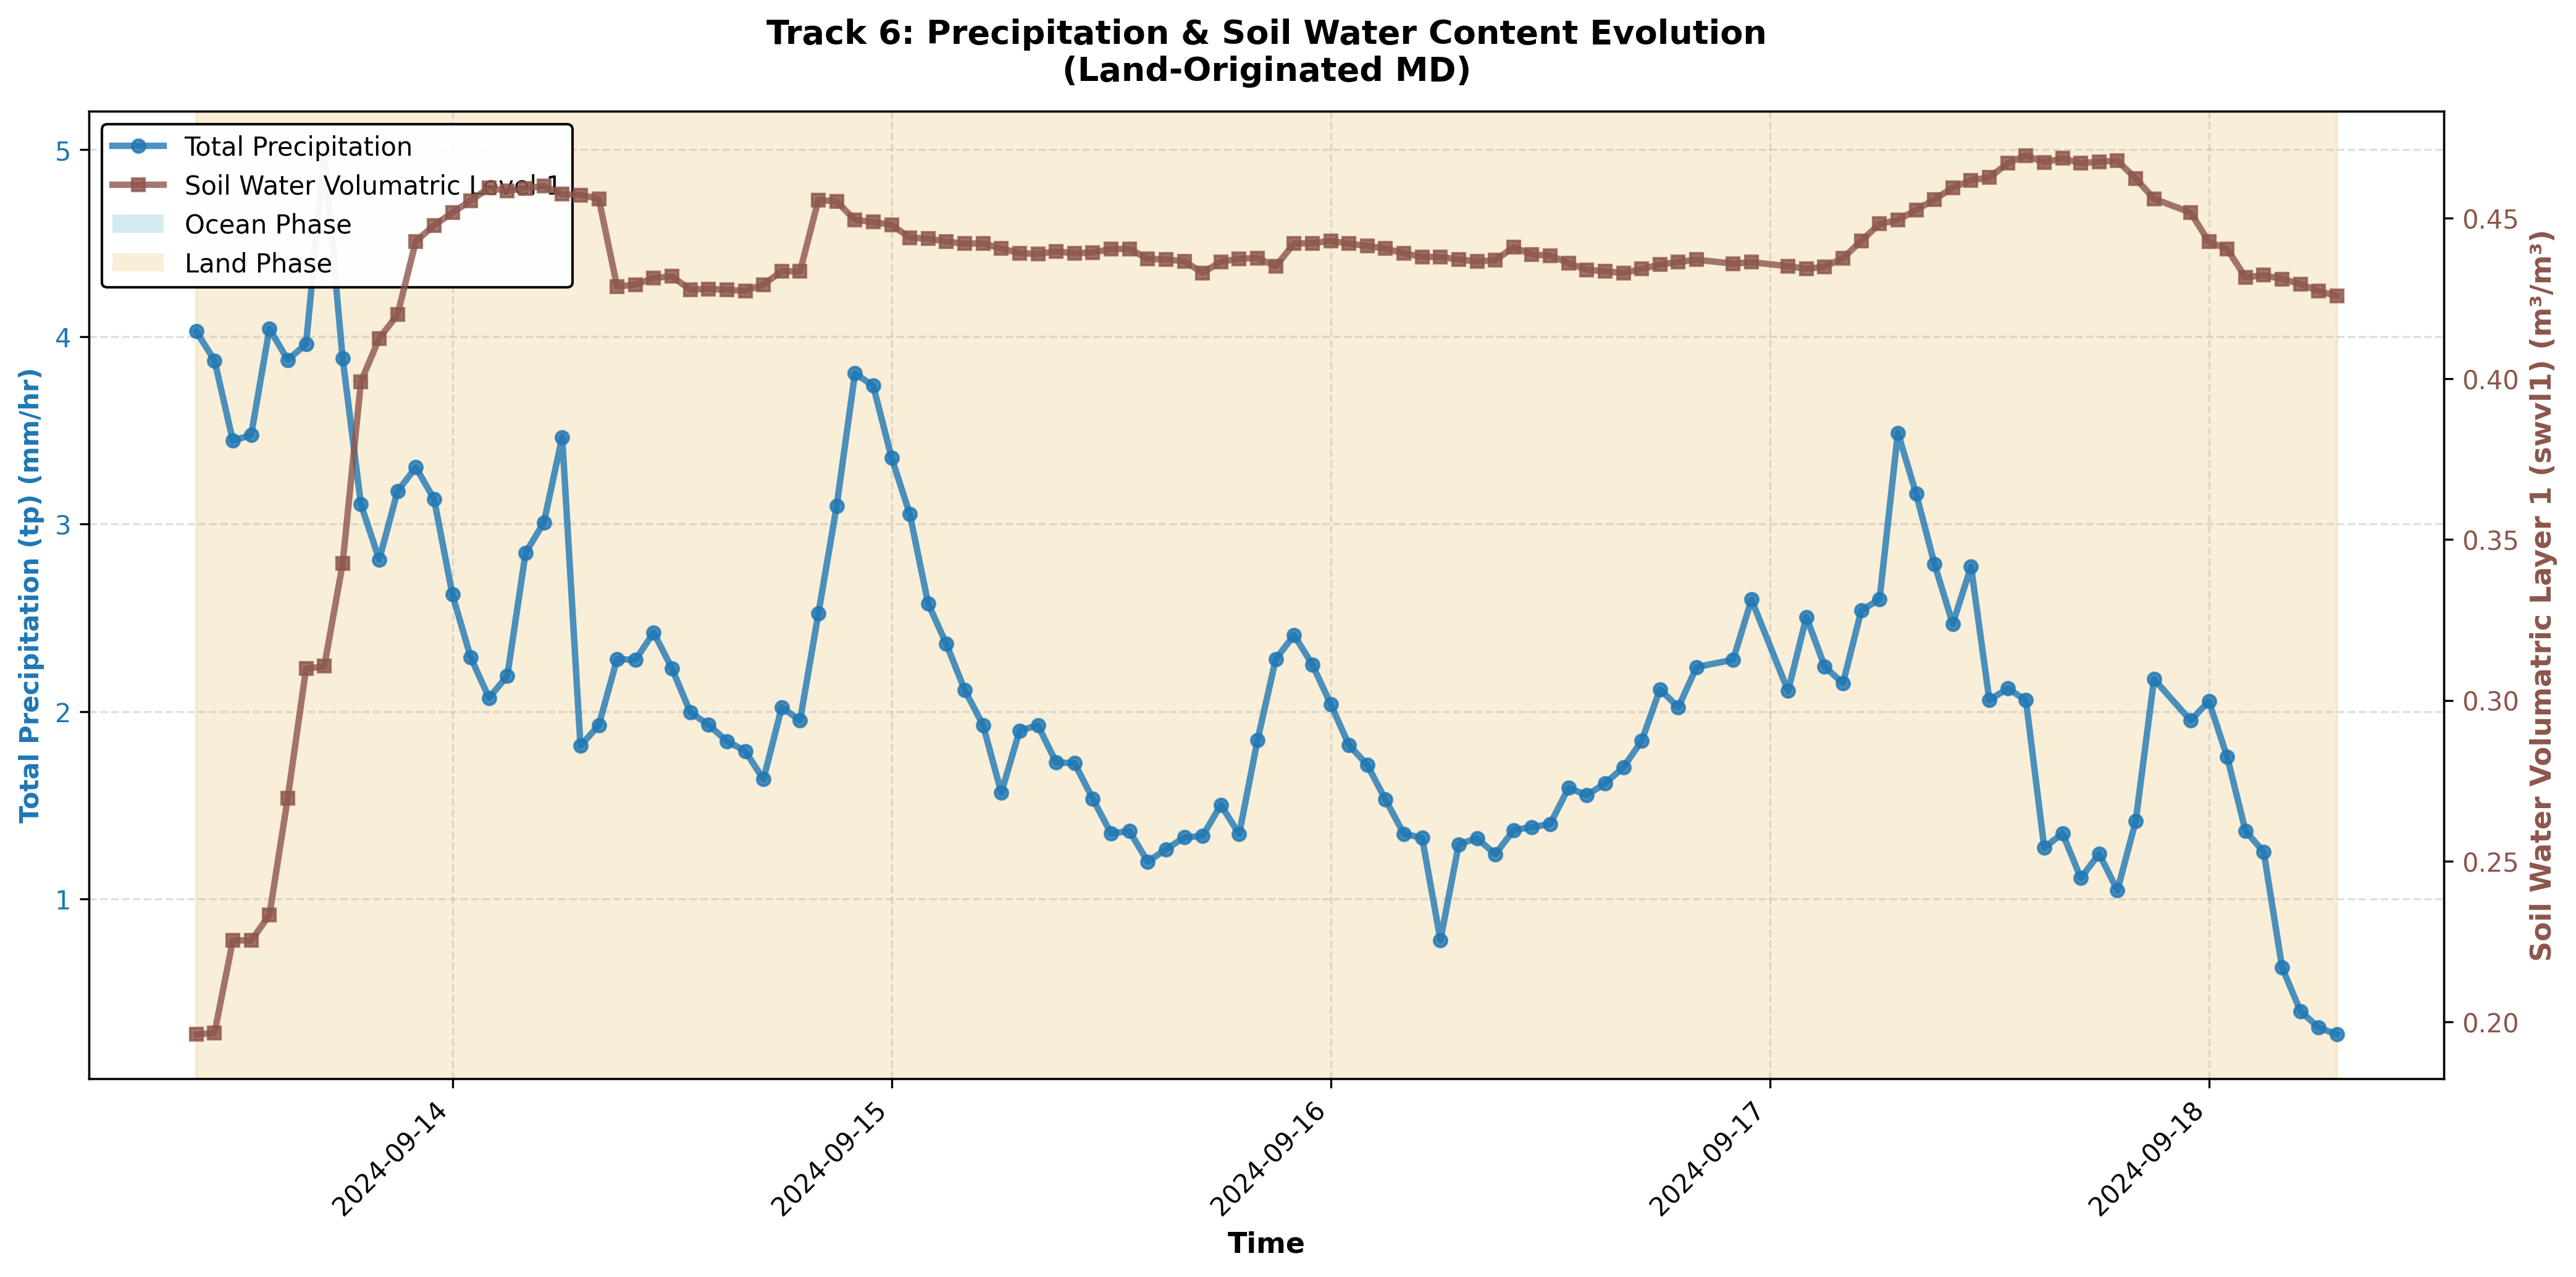 Track 6: Precipitation & Soil Water Content Evolution
(Land-Originated MD)
Total Precipitation
Soil Water Volumatric Level 1
Ocean Phase
Land Phase
Total Precipitation (tp) (mm/hr)
5
4
3
2
1
0.45
0.40
0.35
0.30
0.25
0.20
Soil Water Volumatric Layer 1 (swvl1) (m³/m³)
2024-09-14
2024-09-15
2024-09-16
2024-09-17
2024-09-18
Time